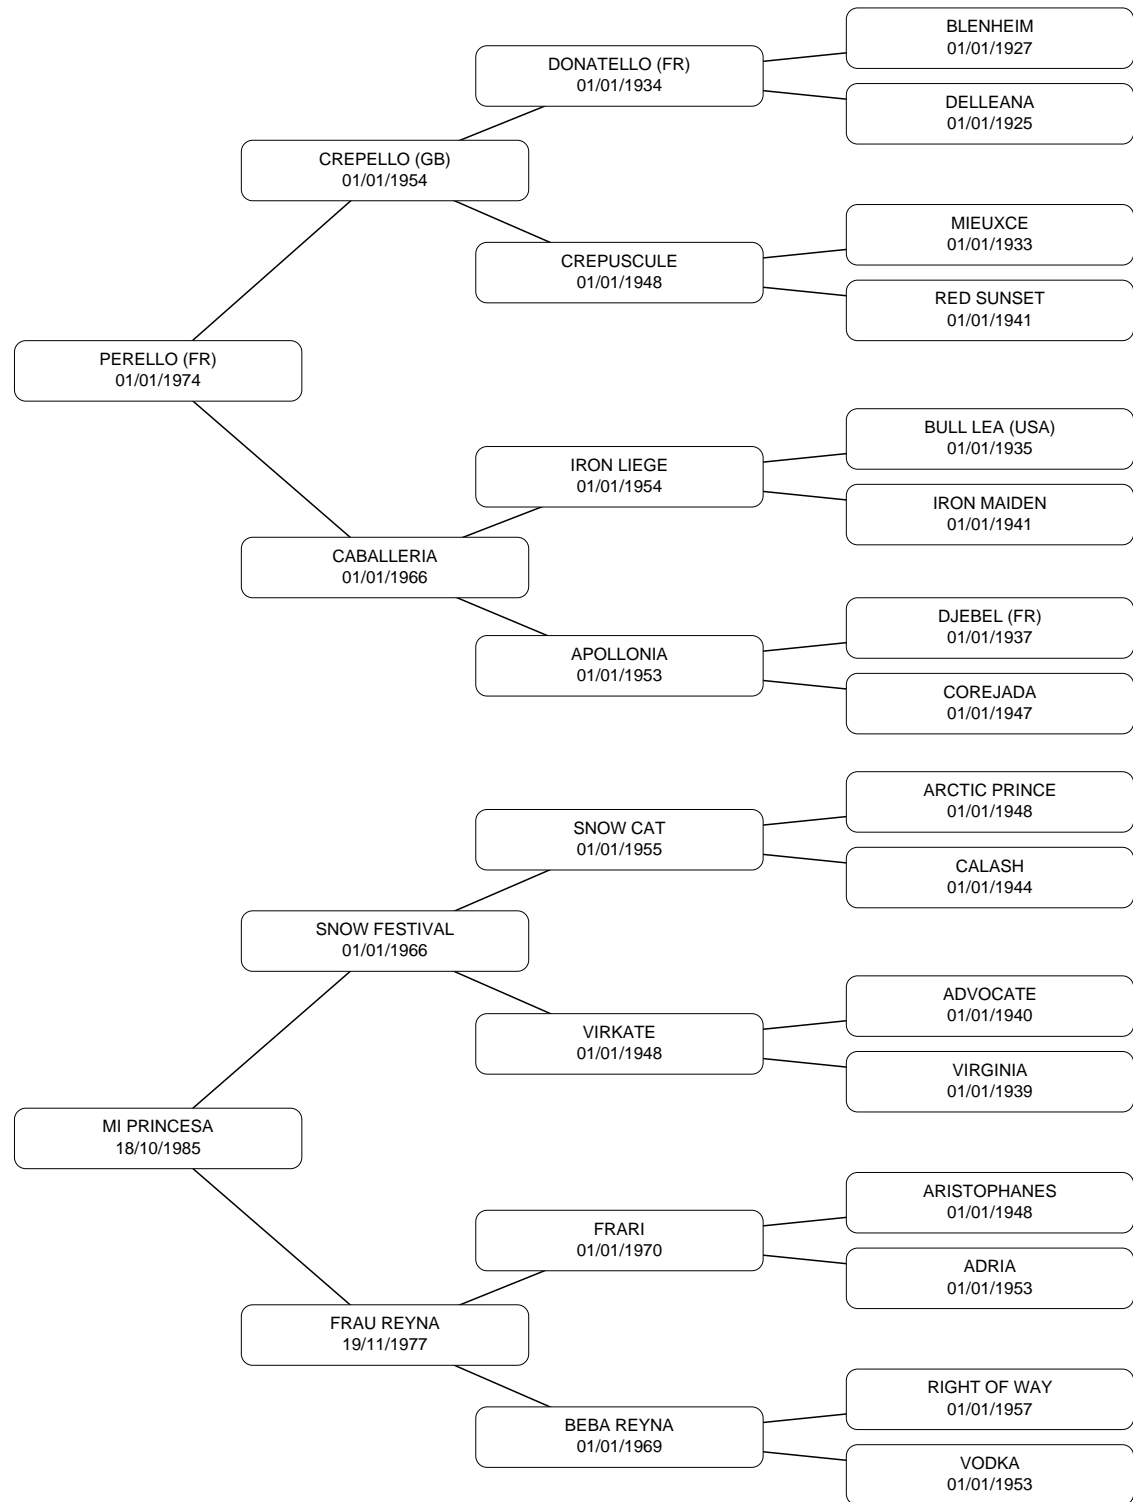 BLENHEIM
01/01/1927
DONATELLO (FR)
01/01/1934
DELLEANA
01/01/1925
CREPELLO (GB)
01/01/1954
MIEUXCE
01/01/1933
CREPUSCULE
01/01/1948
RED SUNSET
01/01/1941
PERELLO (FR)
01/01/1974
BULL LEA (USA)
01/01/1935
IRON LIEGE
01/01/1954
IRON MAIDEN
01/01/1941
CABALLERIA
01/01/1966
DJEBEL (FR)
01/01/1937
APOLLONIA
01/01/1953
COREJADA
01/01/1947
ARCTIC PRINCE
01/01/1948
SNOW CAT
01/01/1955
CALASH
01/01/1944
SNOW FESTIVAL
01/01/1966
ADVOCATE
01/01/1940
VIRKATE
01/01/1948
VIRGINIA
01/01/1939
MI PRINCESA
18/10/1985
ARISTOPHANES
01/01/1948
FRARI
01/01/1970
ADRIA
01/01/1953
FRAU REYNA
19/11/1977
RIGHT OF WAY
01/01/1957
BEBA REYNA
01/01/1969
VODKA
01/01/1953